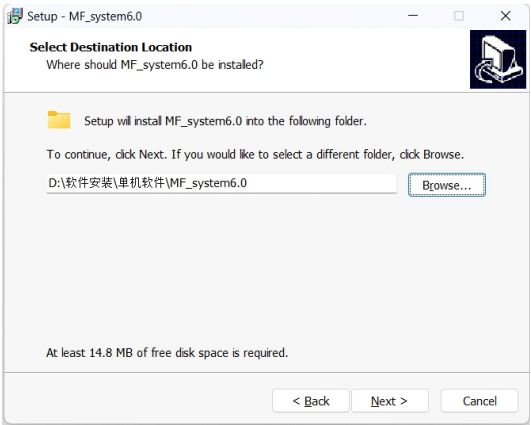 Setup - MF_system6.0
Select Destination Location
Where should MF_system6.0 be installed?
Setup will install MF_system6.0 into the following folder.
To continue, click Next. If you would like to select a different folder, click Browse.
D:\软件安装\单机软件\MF_system6.0
Browse...
At least 14.8 MB of free disk space is required.
< Back
Next >
Cancel